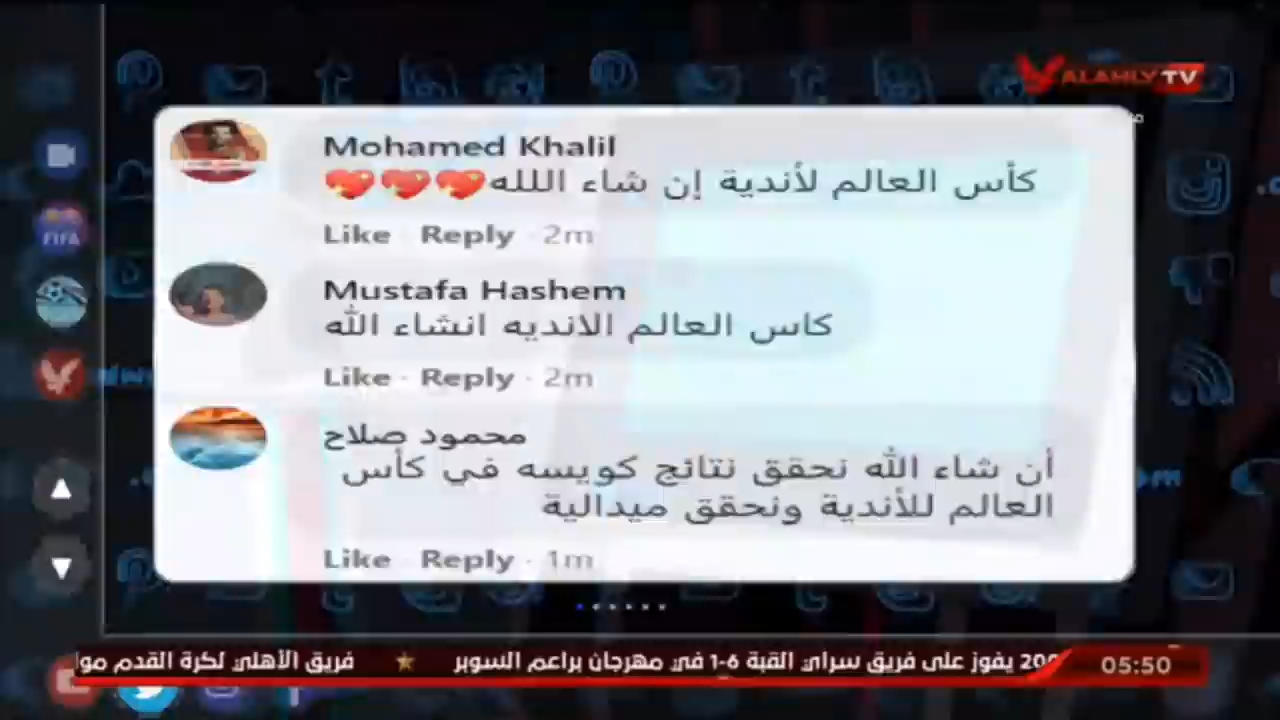 ALAHLY TV
Mohamed Khalil
كأس العالم لأندية إن شاء اللله💖💖💖
Like · Reply · 2m
Mustafa Hashem
كاس العالم الانديه انشاء الله
Like · Reply · 2m
محمود صلاح
أن شاء الله نحقق نتائج كويسه في كأس
العالم للأندية ونحقق ميدالية
Like · Reply · 1m
FIFA
يفوز على فريق سراي القبة 6-1 في مهرجان براعم السوبر ★ فريق الأهلي لكرة القدم
05:50